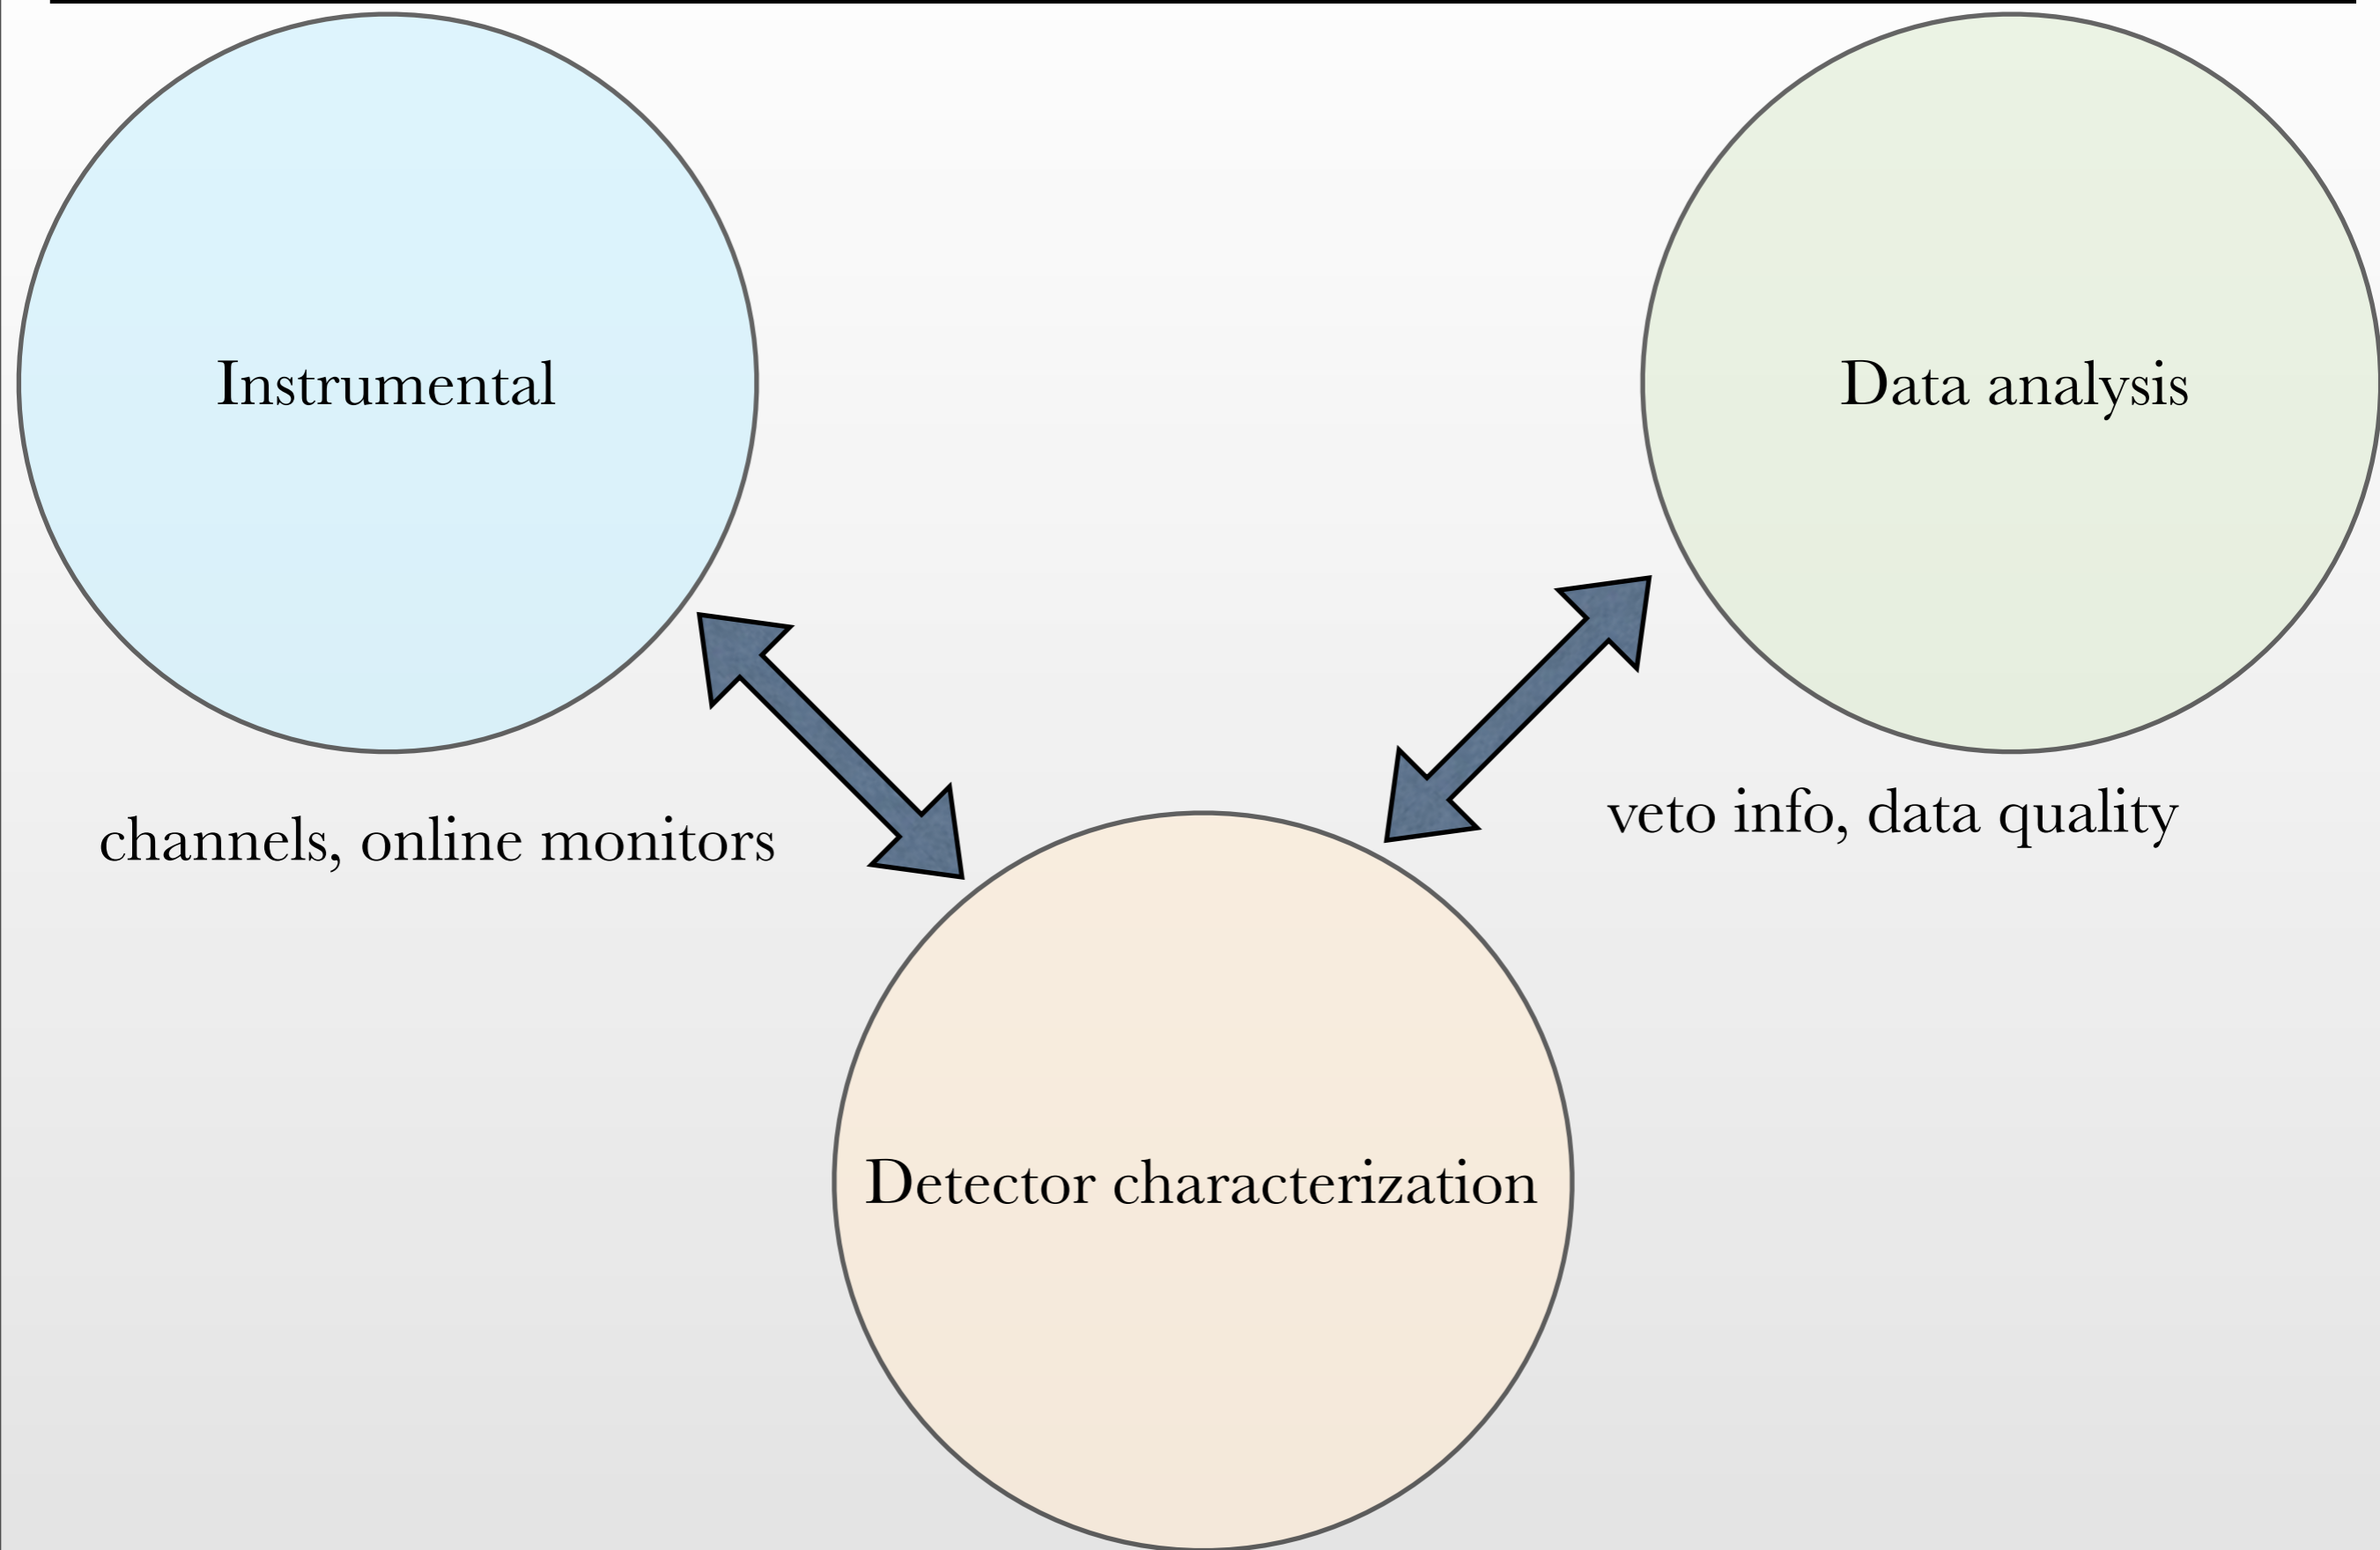 Instrumental
Data analysis
channels, online monitors
veto info, data quality
Detector characterization